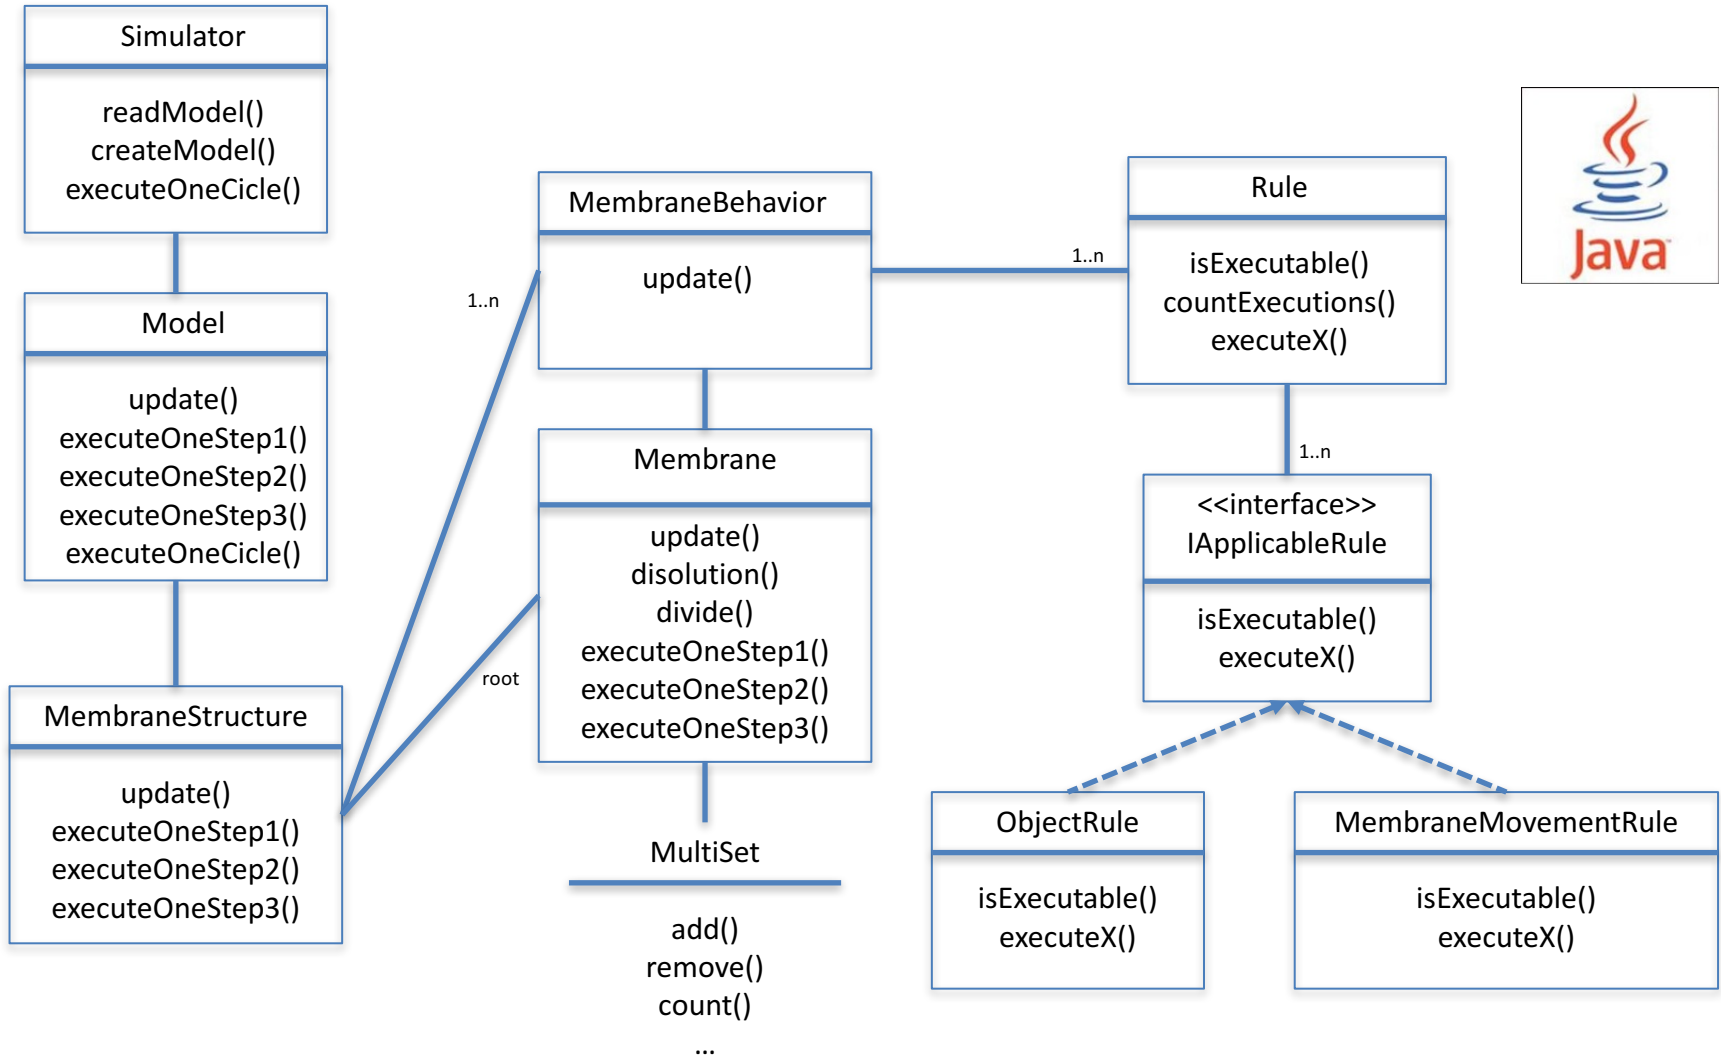 Simulator
readModel()
createModel()
executeOneCicle()
Model
update()
executeOneStep1()
executeOneStep2()
executeOneStep3()
executeOneCicle()
MembraneStructure
update()
executeOneStep1()
executeOneStep2()
executeOneStep3()
1..n
root
MembraneBehavior
update()
Membrane
update()
disolution()
divide()
executeOneStep1()
executeOneStep2()
executeOneStep3()
MultiSet
add()
remove()
count()
...
1..n
Rule
isExecutable()
countExecutions()
executeX()
1..n
<<interface>>
IApplicableRule
isExecutable()
executeX()
ObjectRule
isExecutable()
executeX()
MembraneMovementRule
isExecutable()
executeX()
Java™